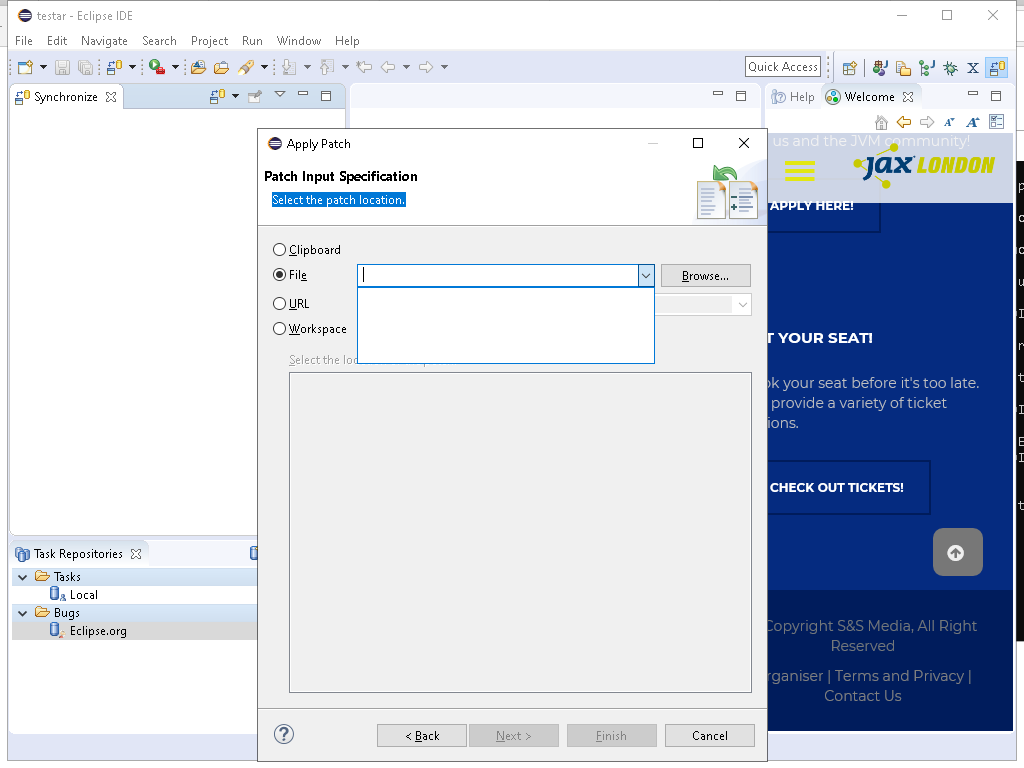 testar - Eclipse IDE
File Edit Navigate Search Project Run Window Help
Quick Access
Synchronize
Help
Welcome
us and the JVM community!
JAX LONDON
APPLY HERE!
Apply Patch
Patch Input Specification
Select the patch location.
Clipboard
File
Browse...
URL
Workspace
Select the
T YOUR SEAT!
ok your seat before it's too late.
provide a variety of ticket
ions.
CHECK OUT TICKETS!
Task Repositories
Tasks
Local
Bugs
Eclipse.org
Copyright S&S Media, All Right
Reserved
rganiser | Terms and Privacy |
Contact Us
< Back
Next >
Finish
Cancel